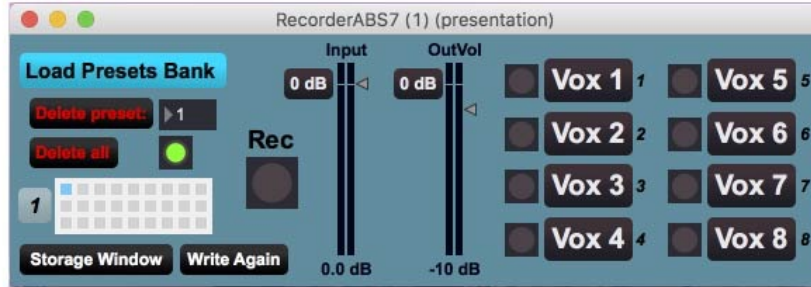 RecorderABS7 (1) (presentation)
Load Presets Bank
Delete preset: 1
Delete all
1
Storage Window
Write Again
Rec
Input
0 dB
0.0 dB
OutVol
0 dB
-10 dB
Vox 1 1
Vox 2 2
Vox 3 3
Vox 4 4
Vox 5 5
Vox 6 6
Vox 7 7
Vox 8 8